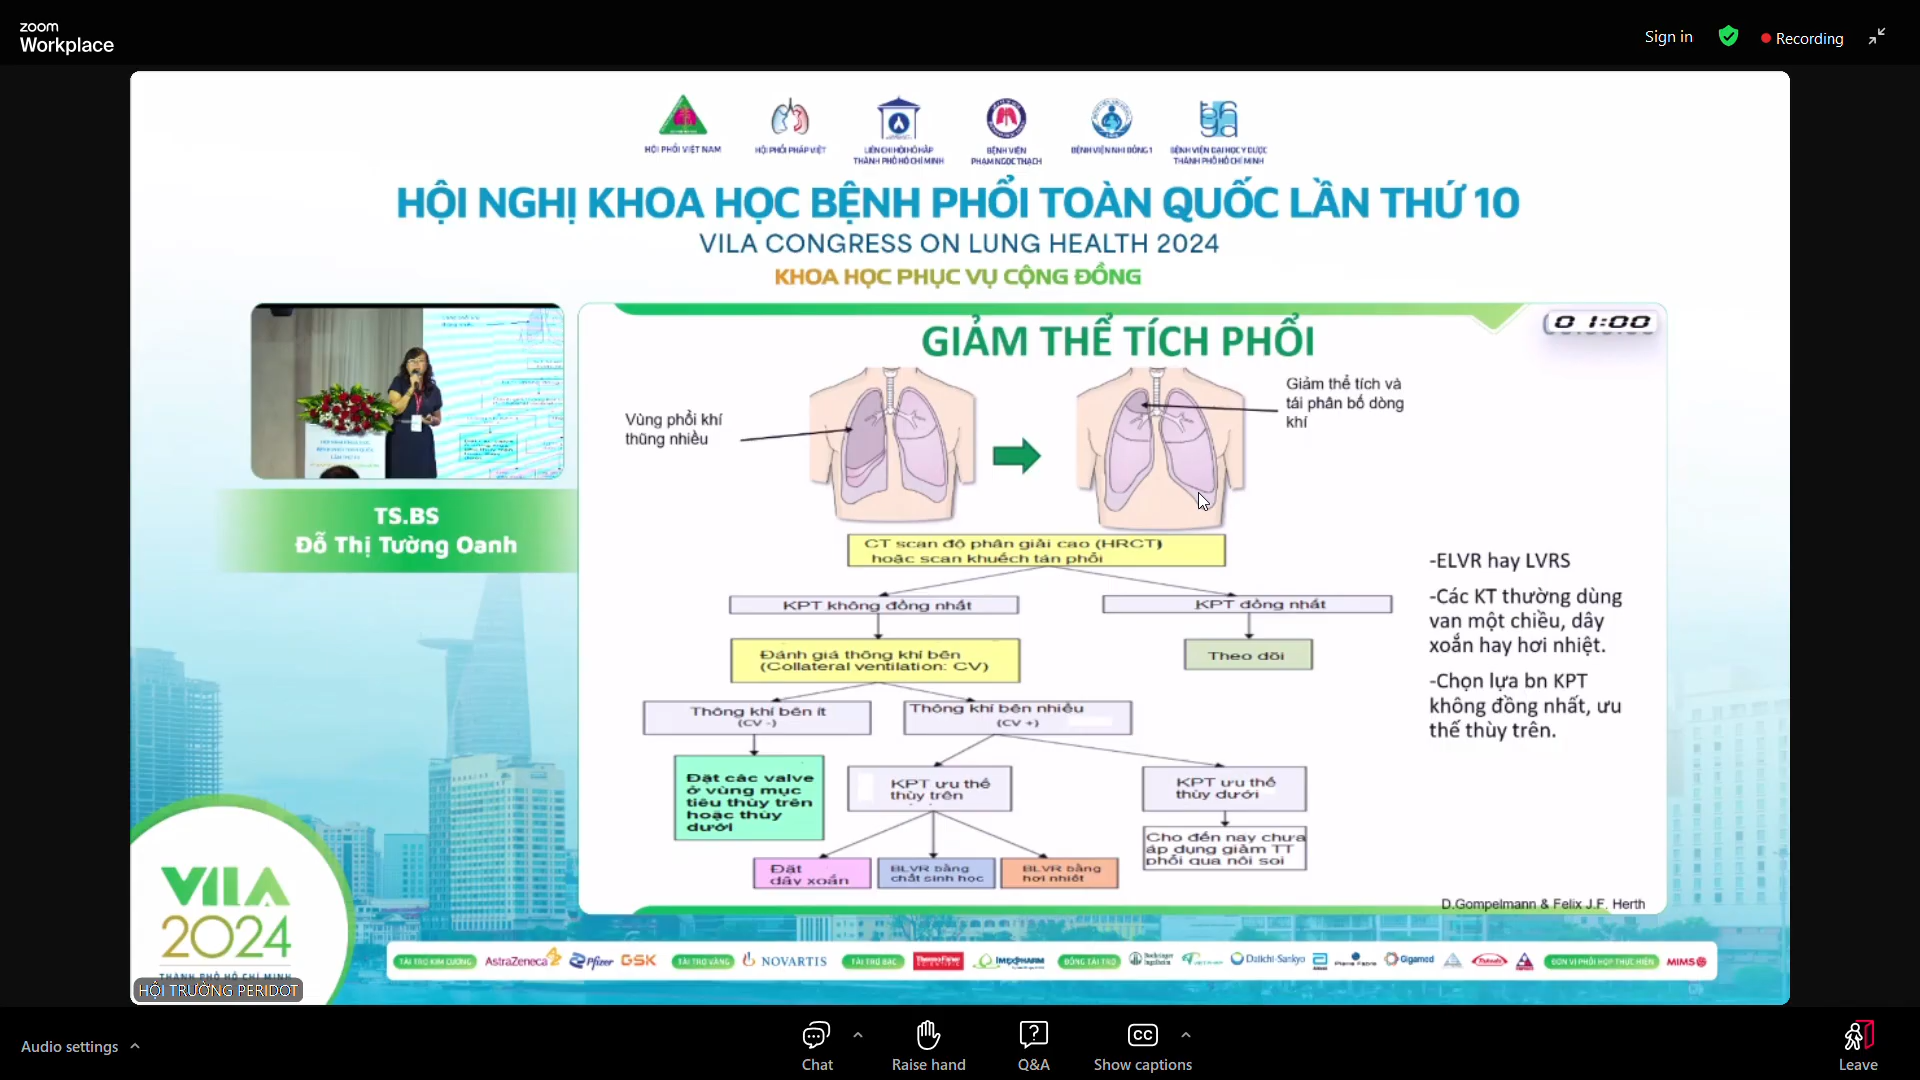 zoom
Workplace
Sign in
Recording
HỘI PHỔI VIỆT NAM
HỘI PHỔI PHÁP VIỆT
LIÊN CHI HỘI HÔ HẤP
THÀNH PHỐ HỒ CHÍ MINH
BỆNH VIỆN
PHẠM NGỌC THẠCH
BỆNH VIỆN NHI ĐỒNG 1
BỆNH VIỆN ĐẠI HỌC Y DƯỢC
THÀNH PHỐ HỒ CHÍ MINH
HỘI NGHỊ KHOA HỌC BỆNH PHỔI TOÀN QUỐC LẦN THỨ 10
VILA CONGRESS ON LUNG HEALTH 2024
KHOA HỌC PHỤC VỤ CỘNG ĐỒNG
TS.BS
Đỗ Thị Tường Oanh
GIẢM THỂ TÍCH PHỔI
01:00
Vùng phổi khí
thũng nhiều
Giảm thể tích và
tái phân bố dòng
khí
CT scan độ phân giải cao (HRCT)
hoặc scan khuếch tán phổi
KPT không đồng nhất
KPT đồng nhất
Đánh giá thông khí bên
(Collateral ventilation: CV)
Theo dõi
Thông khí bên ít
(CV -)
Thông khí bên nhiều
(CV +)
Đặt các valve
ở vùng mục
tiêu thùy trên
hoặc thùy
dưới
KPT ưu thế
thùy trên
KPT ưu thế
thùy dưới
Cho đến nay chưa
áp dụng giảm TT
phổi qua nội soi
Đặt
dây xoắn
BLVR bằng
chất sinh học
BLVR bằng
hơi nhiệt
-ELVR hay LVRS
-Các KT thường dùng
van một chiều, dây
xoắn hay hơi nhiệt.
-Chọn lựa bn KPT
không đồng nhất, ưu
thế thùy trên.
D.Gompelmann & Felix J.F. Herth
VILA
2024
THÀNH PHỐ HỒ CHÍ MINH
HỘI TRƯỜNG PERIDOT
TÀI TRỢ KIM CƯƠNG
AstraZeneca
Pfizer
GSK
TÀI TRỢ VÀNG
NOVARTIS
TÀI TRỢ BẠC
ThermoFisher
SCIENTIFIC
IMEXPHARM
ĐỒNG TÀI TRỢ
Boehringer
Ingelheim
Daiichi-Sankyo
Abbott
Pierre Fabre
Gigamed
Takeda
ĐƠN VỊ PHỐI HỢP THỰC HIỆN
MIMS
Audio settings
Chat
Raise hand
Q&A
CC
Show captions
Leave